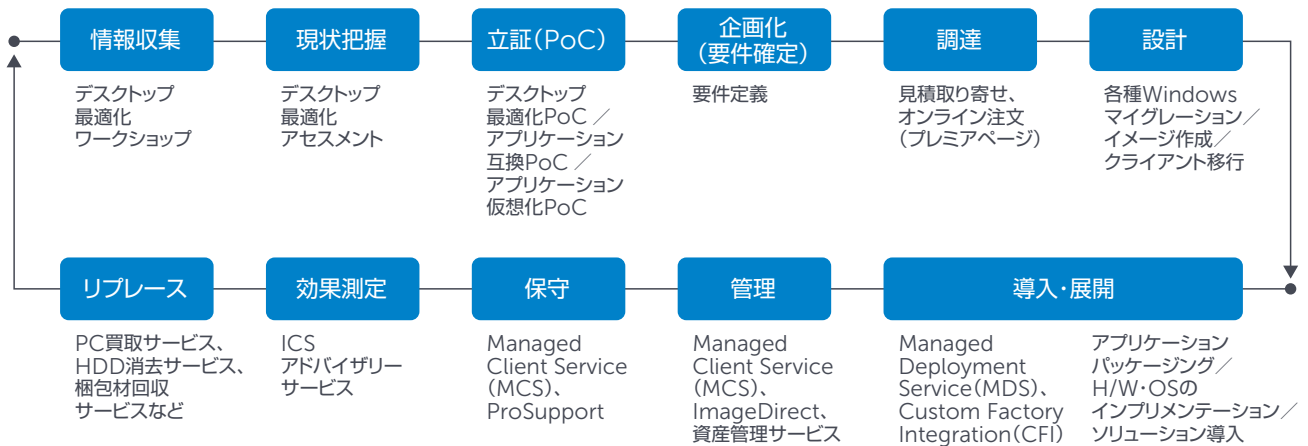 情報収集
デスクトップ
最適化
ワークショップ
現状把握
デスクトップ
最適化
アセスメント
立証(PoC)
デスクトップ
最適化PoC／
アプリケーション
互換PoC／
アプリケーション
仮想化PoC
企画化
(要件確定)
要件定義
調達
見積取り寄せ、
オンライン注文
(プレミアページ)
設計
各種Windows
マイグレーション／
イメージ作成／
クライアント移行
リプレース
PC買取サービス、
HDD消去サービス、
梱包材回収
サービスなど
効果測定
ICS
アドバイザリー
サービス
保守
Managed
Client Service
(MCS)、
ProSupport
管理
Managed
Client Service
(MCS)、
ImageDirect、
資産管理サービス
導入・展開
Managed
Deployment
Service(MDS)、
Custom Factory
Integration(CFI)
アプリケーション
パッケージング／
H/W・OSの
インプリメンテーション／
ソリューション導入